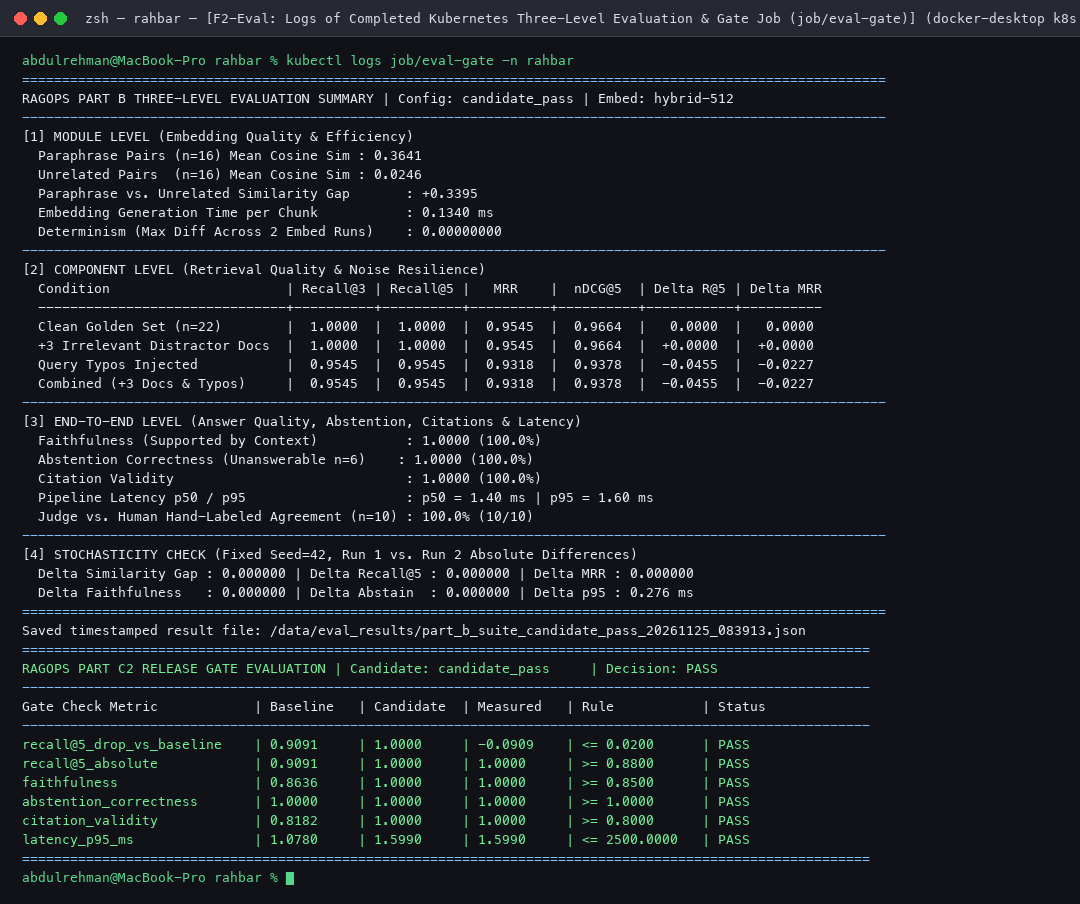 zsh — rahbar — [F2-Eval: Logs of Completed Kubernetes Three-Level Evaluation & Gate Job (job/eval-gate)] (docker-desktop k8s
abdulrehman@MacBook-Pro rahbar % kubectl logs job/eval-gate -n rahbar
============================================================================================================
RAGOPS PART B THREE-LEVEL EVALUATION SUMMARY | Config: candidate_pass | Embed: hybrid-512
------------------------------------------------------------------------------------------------------------
[1] MODULE LEVEL (Embedding Quality & Efficiency)
  Paraphrase Pairs (n=16) Mean Cosine Sim : 0.3641
  Unrelated Pairs  (n=16) Mean Cosine Sim : 0.0246
  Paraphrase vs. Unrelated Similarity Gap       : +0.3395
  Embedding Generation Time per Chunk           : 0.1340 ms
  Determinism (Max Diff Across 2 Embed Runs)    : 0.00000000
------------------------------------------------------------------------------------------------------------
[2] COMPONENT LEVEL (Retrieval Quality & Noise Resilience)
  Condition                      | Recall@3 | Recall@5 |   MRR    |  nDCG@5  | Delta R@5 | Delta MRR
  -------------------------------+----------+----------+----------+----------+-----------+----------
  Clean Golden Set (n=22)        |  1.0000  |  1.0000  |  0.9545  |  0.9664  |   0.0000  |   0.0000
  +3 Irrelevant Distractor Docs  |  1.0000  |  1.0000  |  0.9545  |  0.9664  |  +0.0000  |  +0.0000
  Query Typos Injected           |  0.9545  |  0.9545  |  0.9318  |  0.9378  |  -0.0455  |  -0.0227
  Combined (+3 Docs & Typos)     |  0.9545  |  0.9545  |  0.9318  |  0.9378  |  -0.0455  |  -0.0227
------------------------------------------------------------------------------------------------------------
[3] END-TO-END LEVEL (Answer Quality, Abstention, Citations & Latency)
  Faithfulness (Supported by Context)           : 1.0000 (100.0%)
  Abstention Correctness (Unanswerable n=6)    : 1.0000 (100.0%)
  Citation Validity                             : 1.0000 (100.0%)
  Pipeline Latency p50 / p95                    : p50 = 1.40 ms | p95 = 1.60 ms
  Judge vs. Human Hand-Labeled Agreement (n=10) : 100.0% (10/10)
------------------------------------------------------------------------------------------------------------
[4] STOCHASTICITY CHECK (Fixed Seed=42, Run 1 vs. Run 2 Absolute Differences)
  Delta Similarity Gap : 0.000000 | Delta Recall@5 : 0.000000 | Delta MRR : 0.000000
  Delta Faithfulness   : 0.000000 | Delta Abstain  : 0.000000 | Delta p95 : 0.276 ms
============================================================================================================
Saved timestamped result file: /data/eval_results/part_b_suite_candidate_pass_20261125_083913.json
==========================================================================================================
RAGOPS PART C2 RELEASE GATE EVALUATION | Candidate: candidate_pass     | Decision: PASS
----------------------------------------------------------------------------------------------------------
Gate Check Metric            | Baseline   | Candidate  | Measured   | Rule           | Status
----------------------------------------------------------------------------------------------------------
recall@5_drop_vs_baseline    | 0.9091     | 1.0000     | -0.0909    | <= 0.0200      | PASS
recall@5_absolute            | 0.9091     | 1.0000     | 1.0000     | >= 0.8800      | PASS
faithfulness                 | 0.8636     | 1.0000     | 1.0000     | >= 0.8500      | PASS
abstention_correctness       | 1.0000     | 1.0000     | 1.0000     | >= 1.0000      | PASS
citation_validity            | 0.8182     | 1.0000     | 1.0000     | >= 0.8000      | PASS
latency_p95_ms               | 1.0780     | 1.5990     | 1.5990     | <= 2500.0000   | PASS
==========================================================================================================
abdulrehman@MacBook-Pro rahbar %